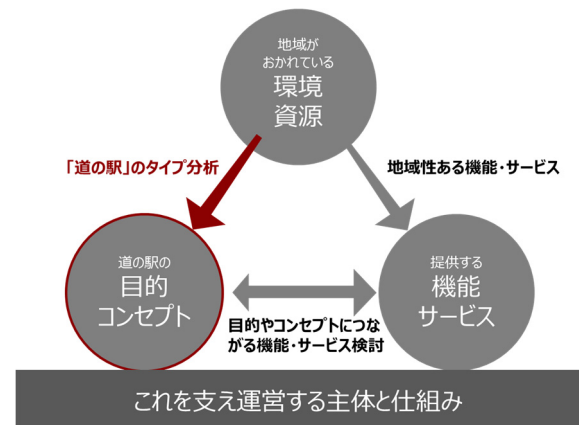 地域が
おかれている
環境
資源
「道の駅」のタイプ分析
地域性ある機能・サービス
道の駅の
目的
コンセプト
提供する
機能
サービス
目的やコンセプトにつな
がる機能・サービス検討
これを支え運営する主体と仕組み